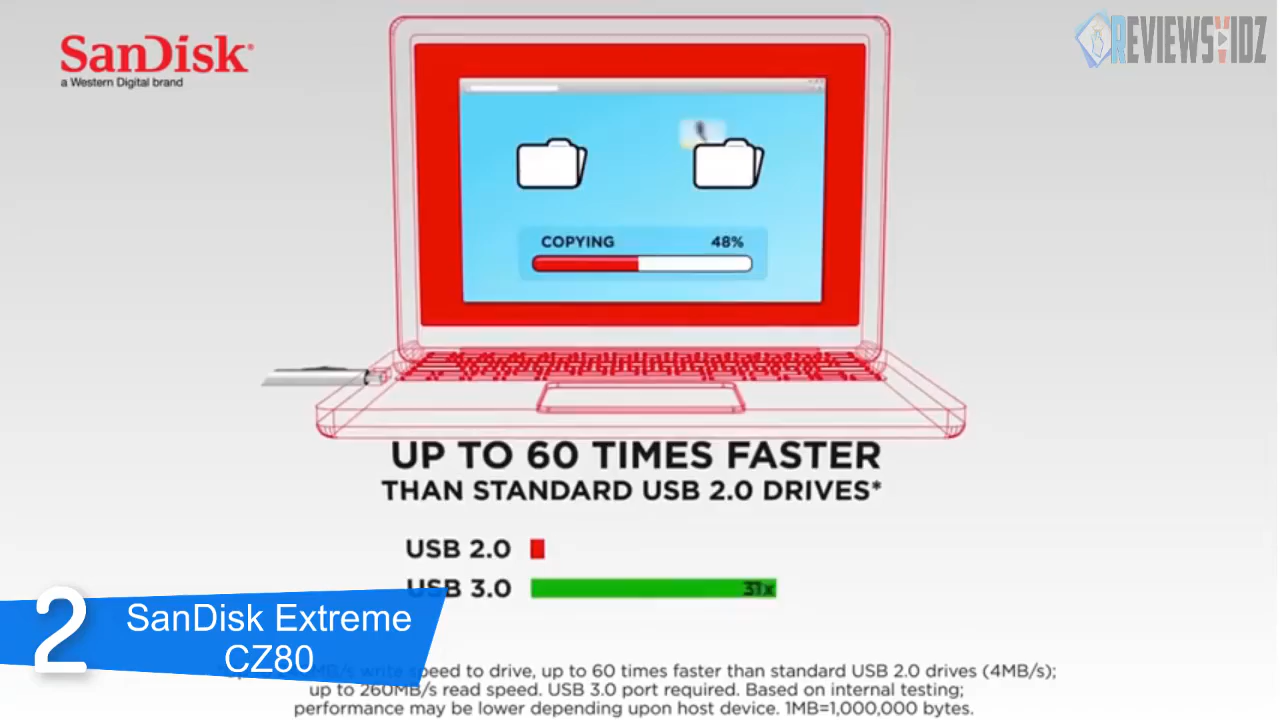 SanDisk
a Western Digital brand
REVIEWS VIDZ
COPYING 48%
UP TO 60 TIMES FASTER
THAN STANDARD USB 2.0 DRIVES*
USB 2.0
USB 3.0 31x
2 SanDisk Extreme
CZ80
speed to drive, up to 60 times faster than standard USB 2.0 drives (4MB/s);
up to 260MB/s read speed. USB 3.0 port required. Based on internal testing;
performance may be lower depending upon host device. 1MB=1,000,000 bytes.